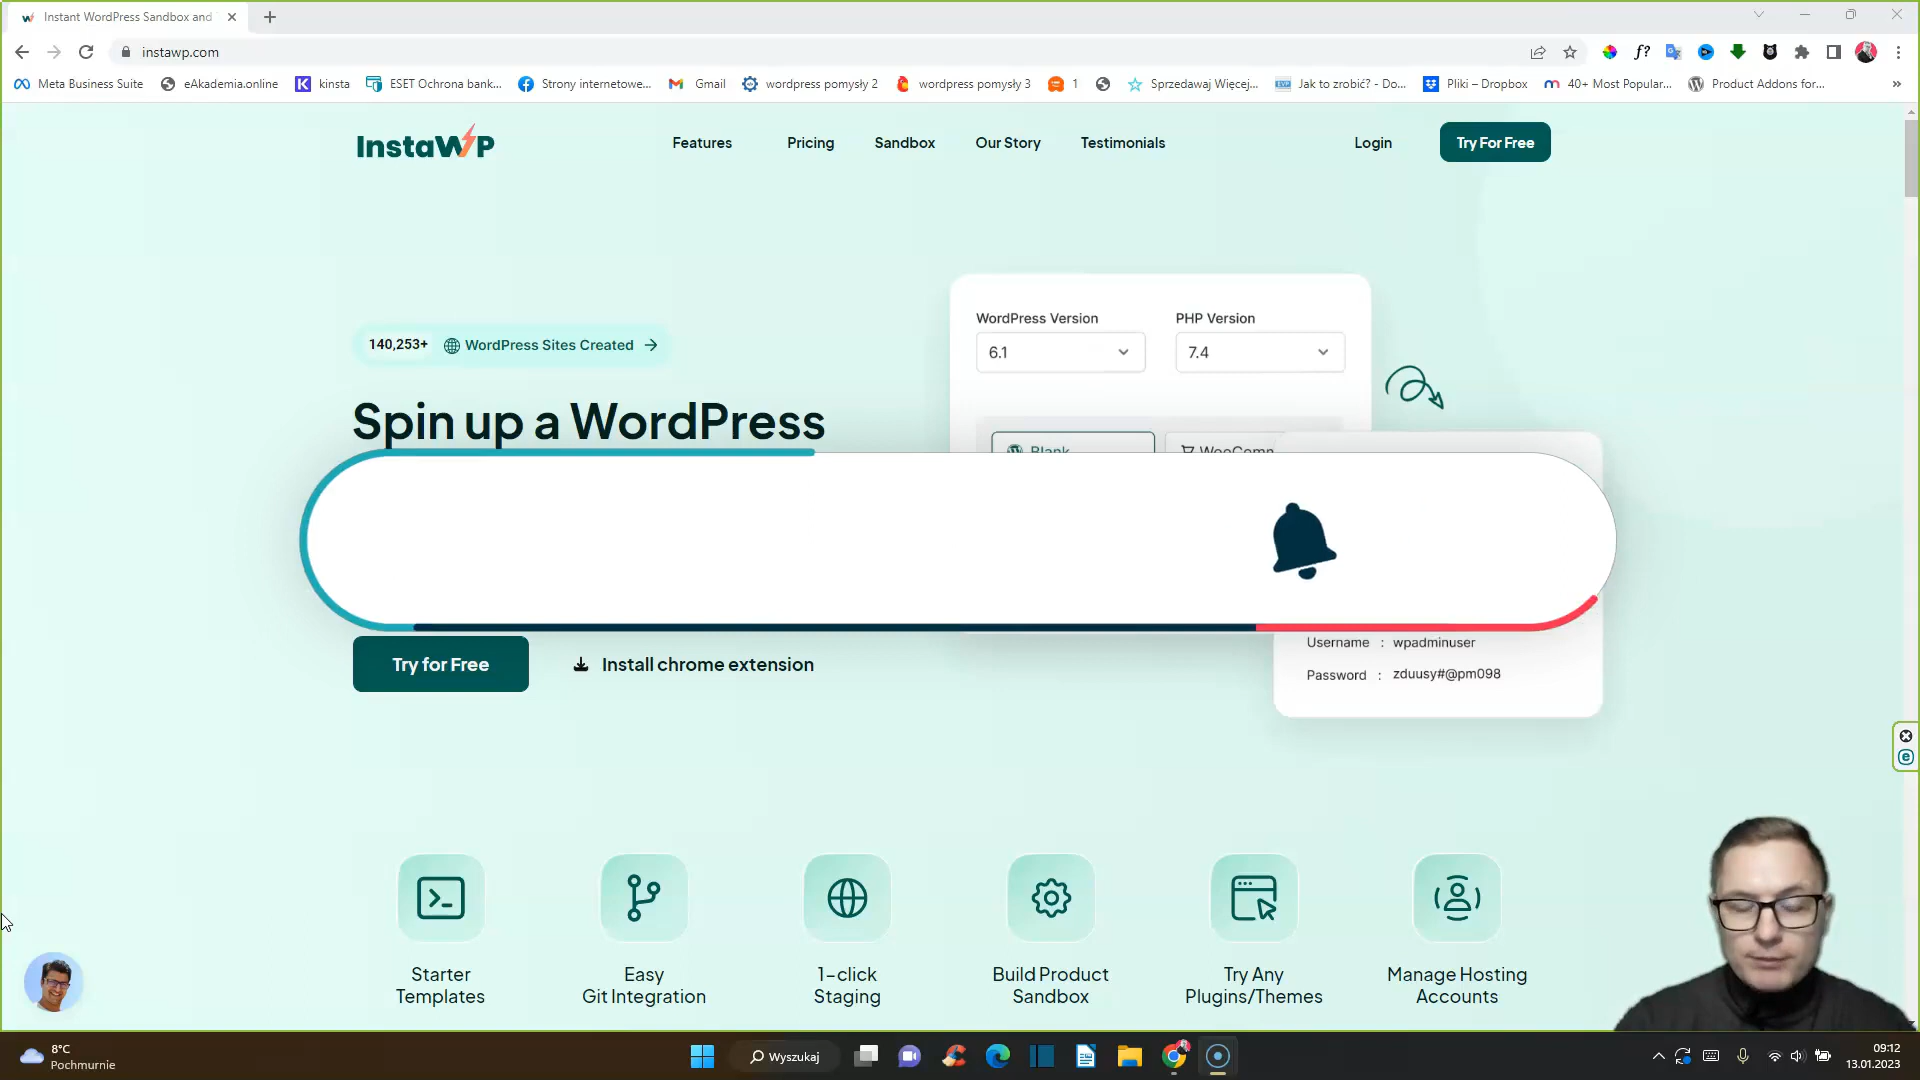 Instant WordPress Sandbox and
instawp.com
Meta Business Suite
eAkademia.online
kinsta
ESET Ochrona bank...
Strony internetowe...
Gmail
wordpress pomysły 2
wordpress pomysły 3
1
Sprzedawaj Więcej,...
Jak to zrobić? - Do...
Pliki – Dropbox
40+ Most Popular...
Product Addons for...
InstaWP
Features
Pricing
Sandbox
Our Story
Testimonials
Login
Try For Free
140,253+ WordPress Sites Created
Spin up a WordPress
WordPress Version
PHP Version
6.1
7.4
Blank
WooComm
Username : wpadminuser
Password : zduusy#@pm098
Try for Free
Install chrome extension
Starter
Templates
Easy
Git Integration
1-click
Staging
Build Product
Sandbox
Try Any
Plugins/Themes
Manage Hosting
Accounts
8°C
Pochmurnie
Wyszukaj
09:12
13.01.2023